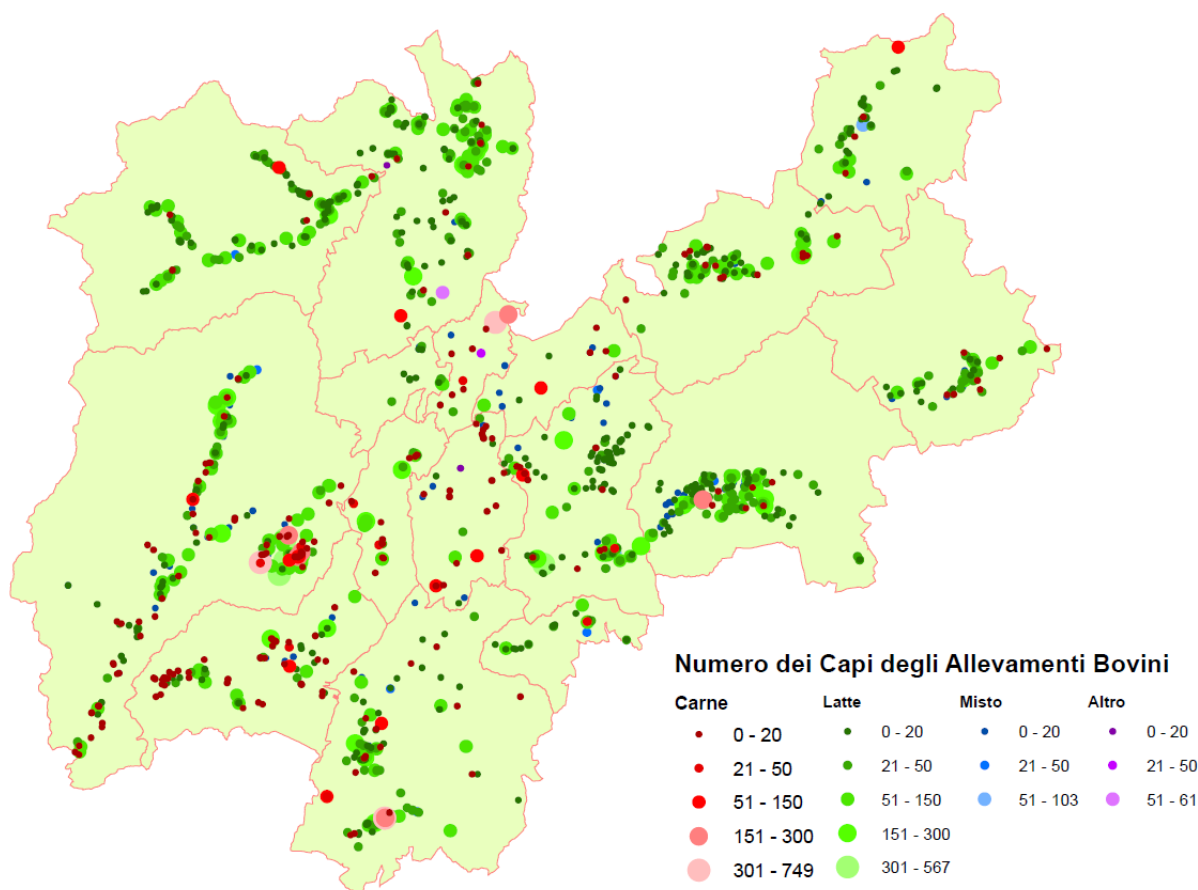 Numero dei Capi degli Allevamenti Bovini
Carne Latte Misto Altro
0 - 20 0 - 20 0 - 20 0 - 20
21 - 50 21 - 50 21 - 50 21 - 50
51 - 150 51 - 150 51 - 103 51 - 61
151 - 300 151 - 300
301 - 749 301 - 567